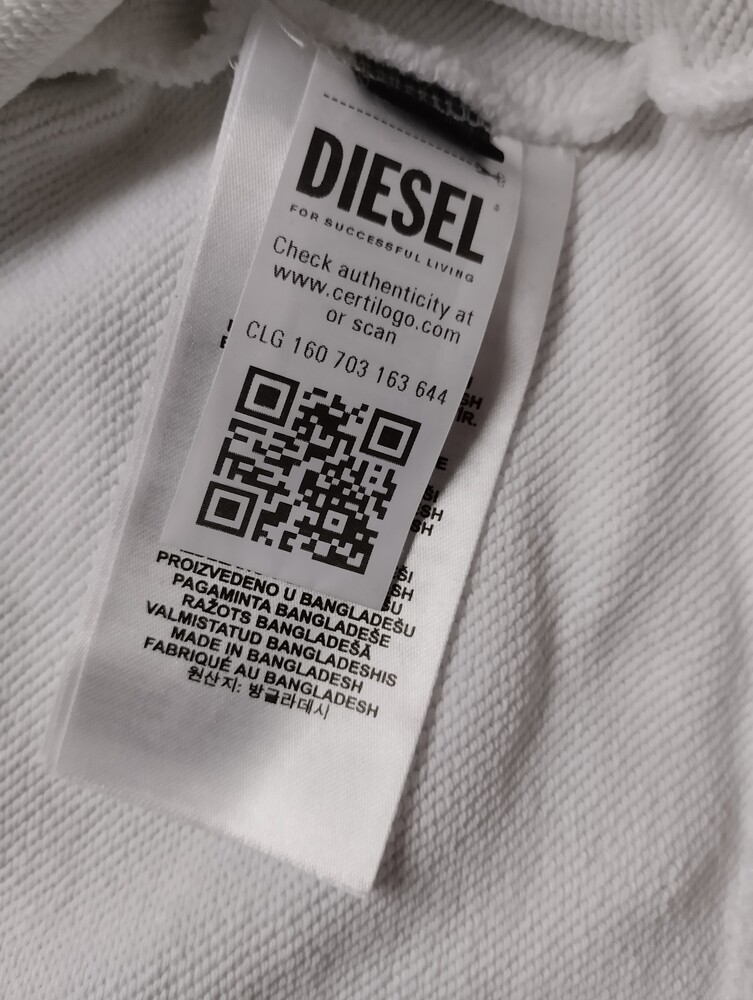 DIESEL
FOR SUCCESSFUL LIVING
Check authenticity at
www.certilogo.com
or scan
CLG 160 703 163 644
PROIZVEDENO U BANGLADEŠU
PAGAMINTA BANGLADEŠE
RAŽOTS BANGLADEŠĀ
VALMISTATUD BANGLADESHIS
MADE IN BANGLADESH
FABRIQUÉ AU BANGLADESH
원산지: 방글라데시